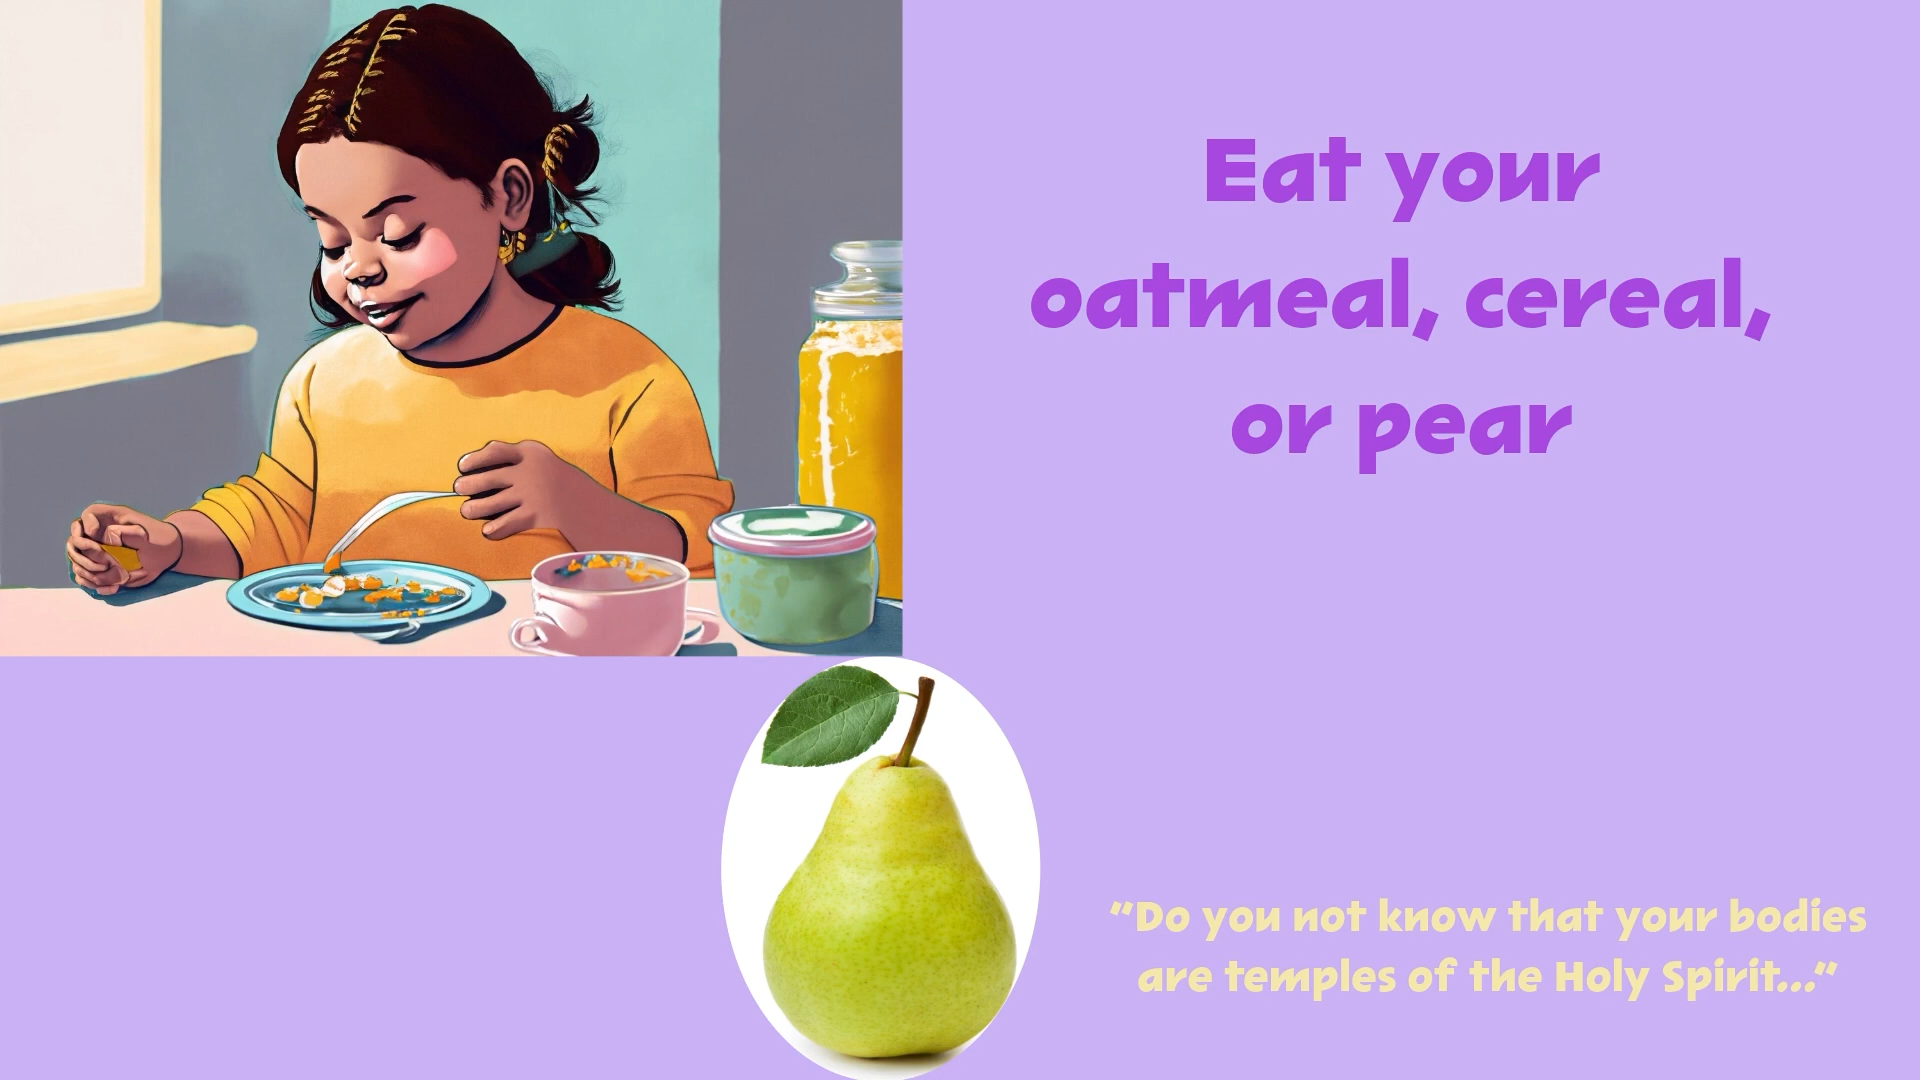 Eat your
oatmeal, cereal,
or pear
“Do you not know that your bodies
are temples of the Holy Spirit...”